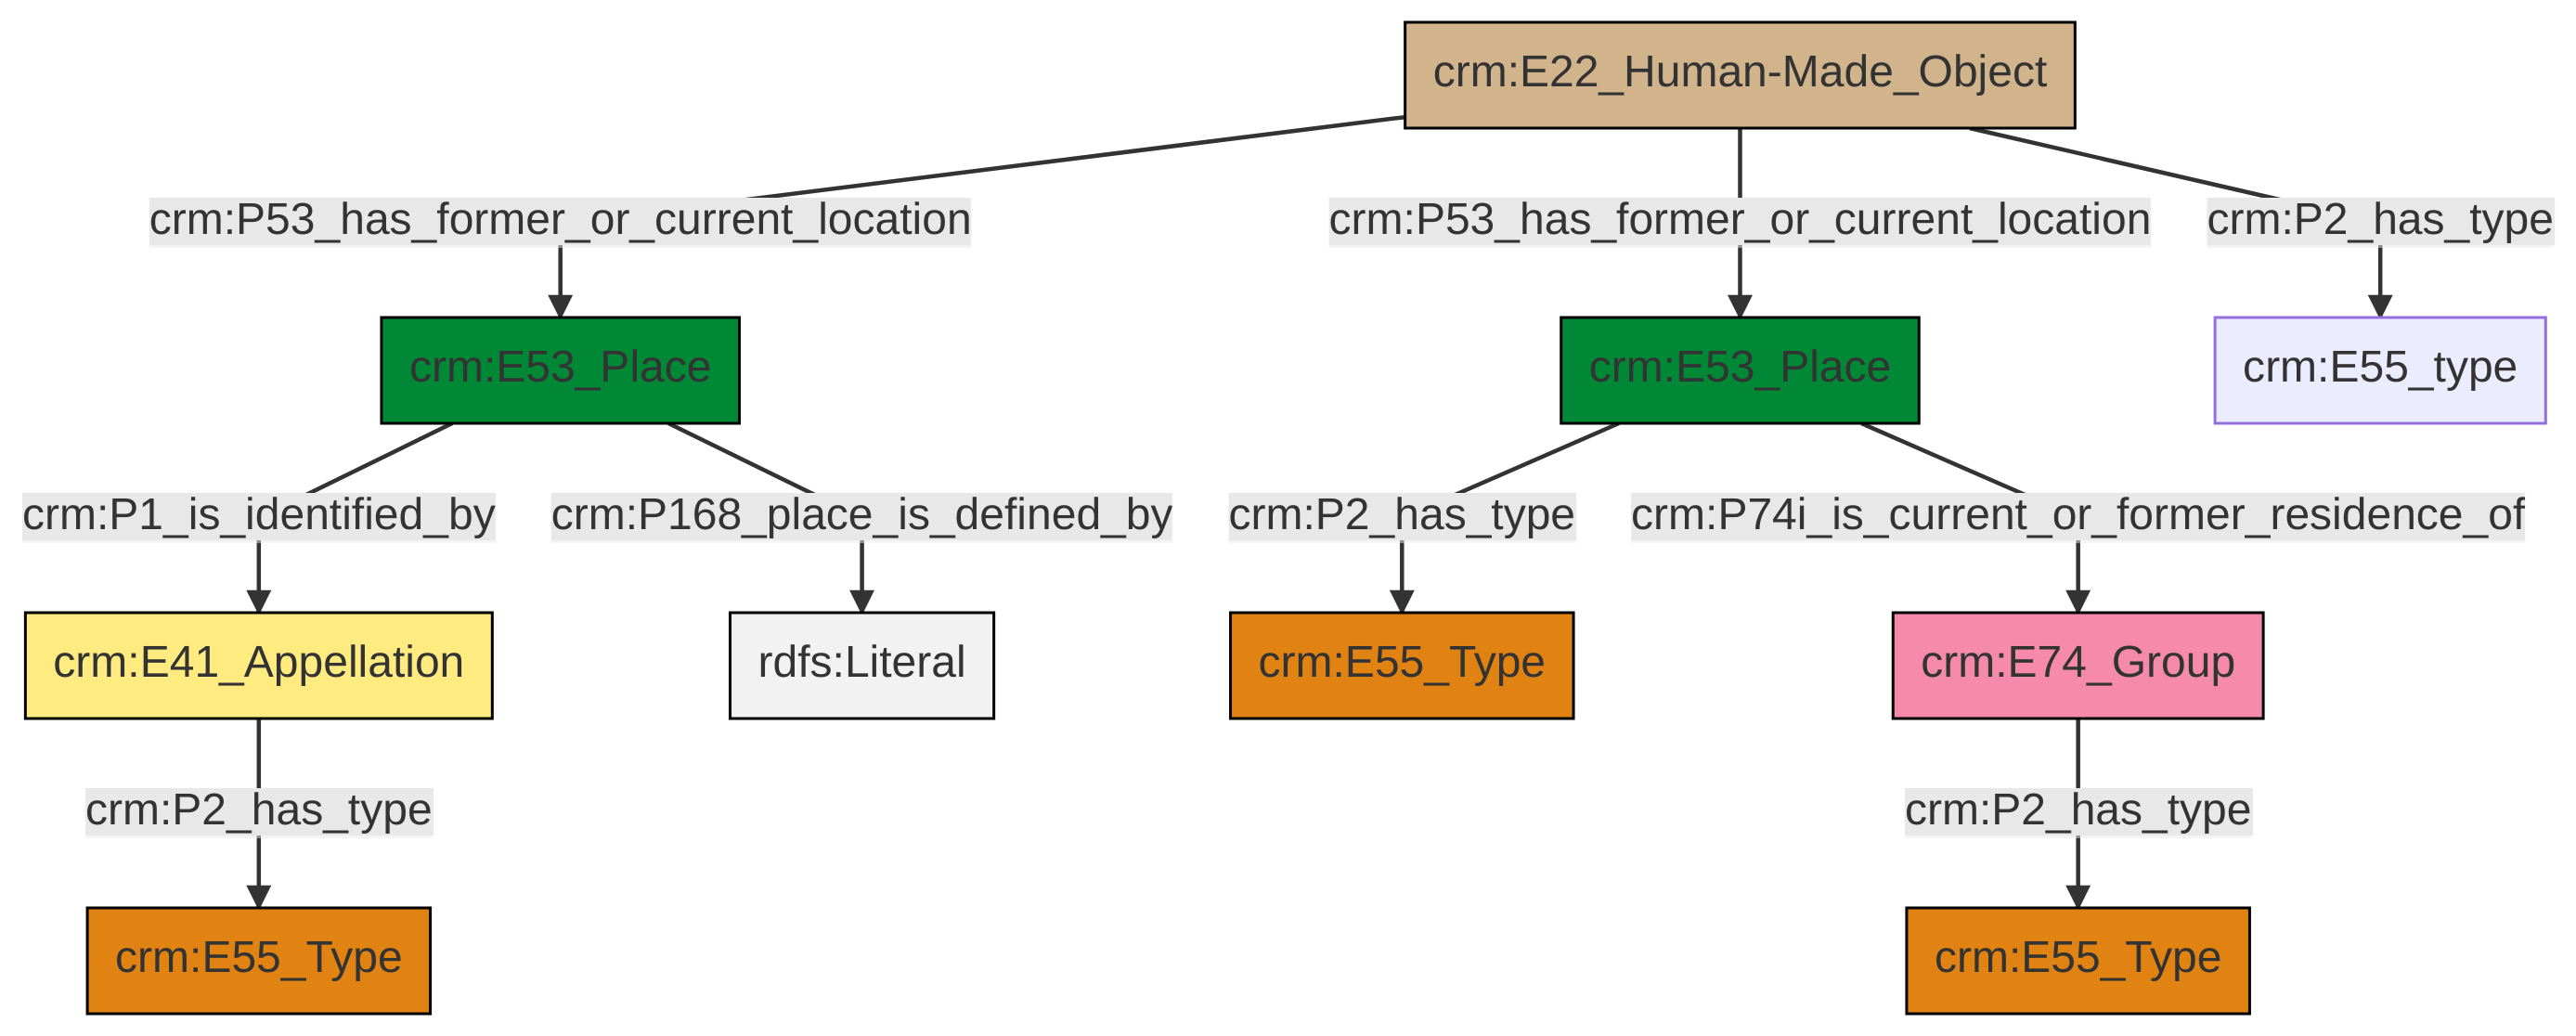 crm:E22_Human-Made_Object
crm:P53_has_former_or_current_location
crm:P53_has_former_or_current_location
crm:P2_has_type
crm:E53_Place
crm:E53_Place
crm:E55_type
crm:P1_is_identified_by
crm:P168_place_is_defined_by
crm:P2_has_type
crm:P74i_is_current_or_former_residence_of
crm:E41_Appellation
rdfs:Literal
crm:E55_Type
crm:E74_Group
crm:P2_has_type
crm:P2_has_type
crm:E55_Type
crm:E55_Type